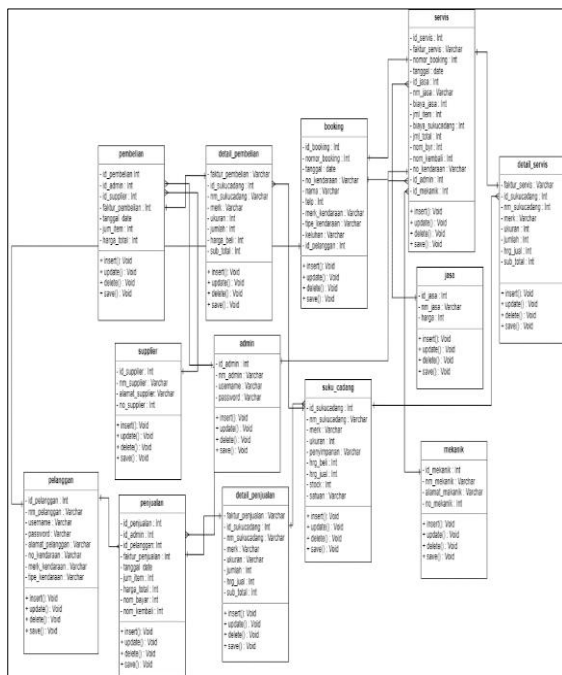 servis
- id_servis : Int
- faktur_servis : Varchar
- nomor_booking : Int
- tanggal : date
- id_jasa : Int
- nm_jasa : Varchar
- biaya_jasa : Int
- jml_item : Int
- biaya_sukucadang : Int
- jml_total : Int
- nom_byr : Int
- nom_kembali : Int
- no_kendaraan : Varchar
- id_admin : Int
- id_mekanik : Int
+ insert() : Void
+ update() : Void
+ delete() : Void
+ save() : Void
booking
- id_booking : Int
- nomor_booking : Int
- tanggal : date
- no_kendaraan : Varchar
- nama : Varchar
- telp : Int
- merk_kendaraan : Varchar
- tipe_kendaraan : Varchar
- keluhan : Varchar
- id_pelanggan : Int
+ insert() : Void
+ update() : Void
+ delete() : Void
+ save() : Void
pembelian
- id_pembelian Int
- id_admin : Int
- id_supplier : Int
- faktur_pembelian : Int
- tanggal date
- jum_item : Int
- harga_total : Int
+ insert() : Void
+ update() : Void
+ delete() : Void
+ save() : Void
detail_pembelian
- faktur_pembelian : Varchar
- id_sukucadang : Int
- nm_sukucadang : Varchar
- merk : Varchar
- ukuran : Int
- jumlah : Int
- harga_beli : Int
- sub_total : Int
+ insert() : Void
+ update() : Void
+ delete() : Void
+ save() : Void
detail_servis
- faktur_servis : Varchar
- id_sukucadang : Int
- nm_sukucadang : Varchar
- merk : Varchar
- ukuran : Int
- jumlah : Int
- hrg_jual : Int
- sub_total : Int
+ insert() : Void
+ update() : Void
+ delete() : Void
+ save() : Void
jasa
- id_jasa : Int
- nm_jasa : Varchar
- harga : Int
+ insert() : Void
+ update() : Void
+ delete() : Void
+ save() : Void
supplier
- id_supplier : Int
- nm_supplier : Varchar
- alamat_supplier : Varchar
- no_supplier : Int
+ insert() : Void
+ update() : Void
+ delete() : Void
+ save() : Void
admin
- id_admin : Int
- nm_admin : Varchar
- username : Varchar
- password : Varchar
+ insert() : Void
+ update() : Void
+ delete() : Void
+ save() : Void
suku_cadang
- id_sukucadang : Int
- nm_sukucadang : Varchar
- merk : Varchar
- ukuran : Int
- penyimpanan : Varchar
- hrg_beli : Int
- hrg_jual : Int
- stock : Int
- satuan : Varchar
+ insert() : Void
+ update() : Void
+ delete() : Void
+ save() : Void
mekanik
- id_mekanik : Int
- nm_mekanik : Varchar
- alamat_mekanik : Varchar
- no_mekanik : Int
+ insert() : Void
+ update() : Void
+ delete() : Void
+ save() : Void
pelanggan
- id_pelanggan : Int
- nm_pelanggan : Varchar
- username : Varchar
- password : Varchar
- alamat_pelanggan : Varchar
- no_kendaraan : Varchar
- merk_kendaraan : Varchar
- tipe_kendaraan : Varchar
+ insert() : Void
+ update() : Void
+ delete() : Void
+ save() : Void
penjualan
- id_penjualan : Int
- id_admin : Int
- id_pelanggan : Int
- faktur_penjualan : Int
- tanggal date
- jum_item : Int
- harga_total : Int
- nom_bayar : Int
- nom_kembali : Int
+ insert() : Void
+ update() : Void
+ delete() : Void
+ save() : Void
detail_penjualan
- faktur_penjualan : Varchar
- id_sukucadang : Int
- nm_sukucadang : Varchar
- merk : Varchar
- ukuran : Varchar
- jumlah : Int
- hrg_jual : Int
- sub_total : Int
+ insert() : Void
+ update() : Void
+ delete() : Void
+ save() : Void